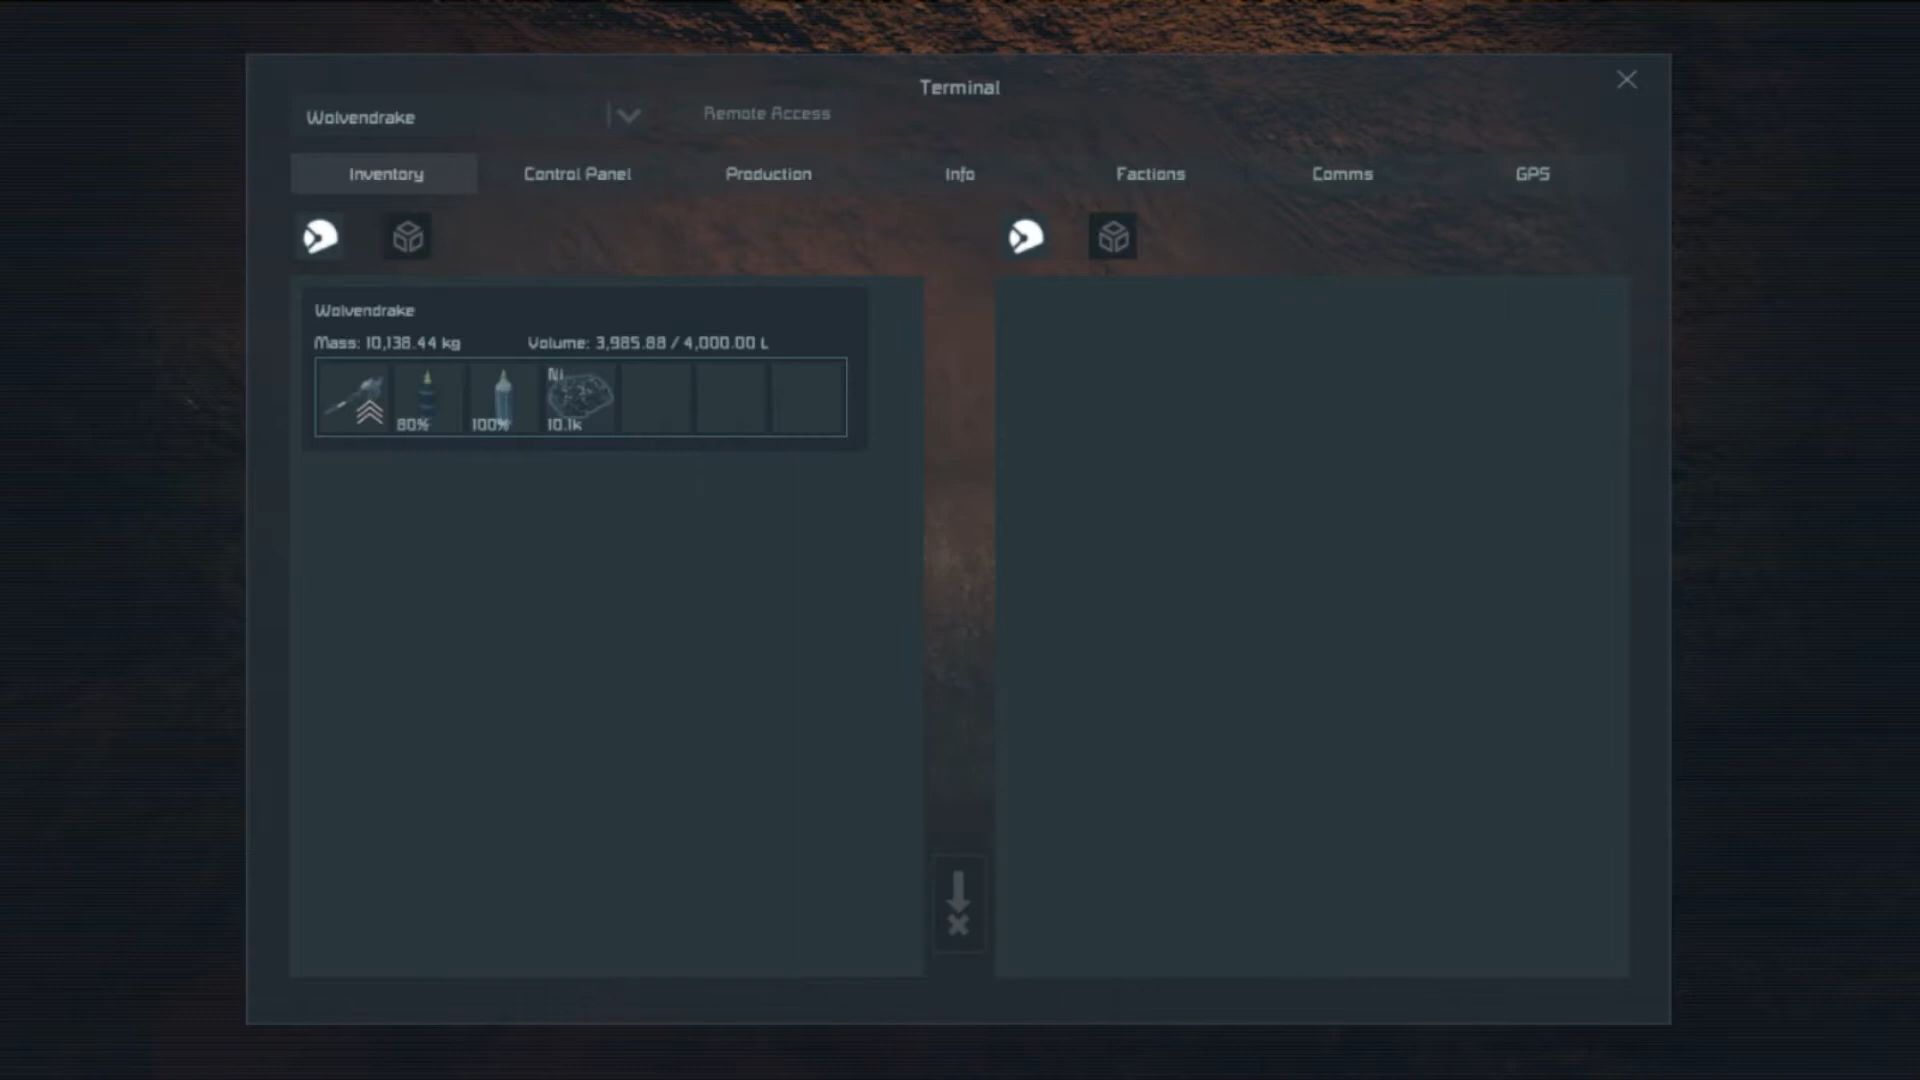 Terminal
Wolvendrake
Remote Access
Inventory Control Panel Production Info Factions Comms GPS
Wolvendrake
Mass: 10,138.44 kg Volume: 3,985.88 / 4,000.00 L
Ni
80% 100% 10.1k